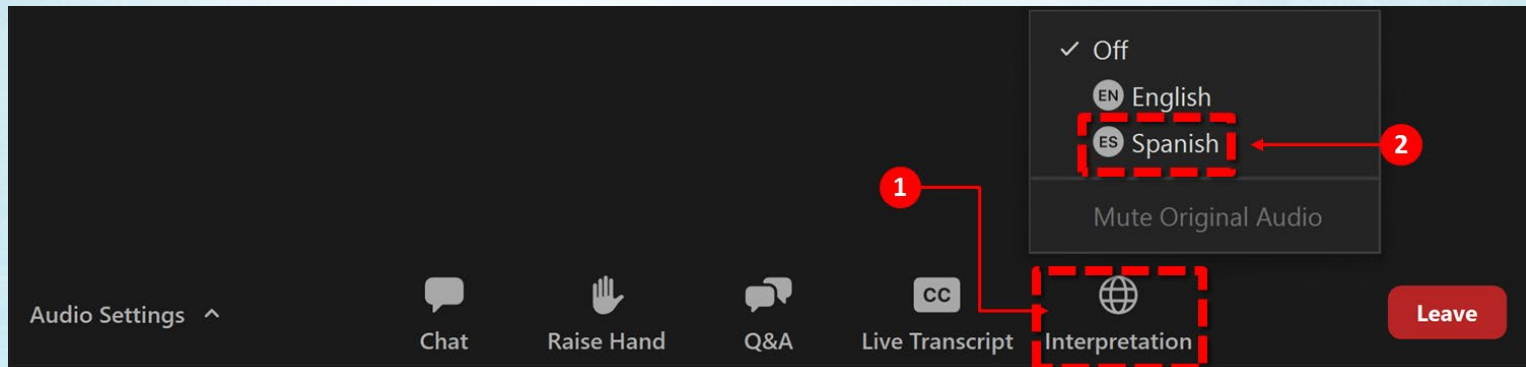 Off
EN English
ES Spanish
2
1
Mute Original Audio
Audio Settings
Chat
Raise Hand
Q&A
CC
Live Transcript
Interpretation
Leave